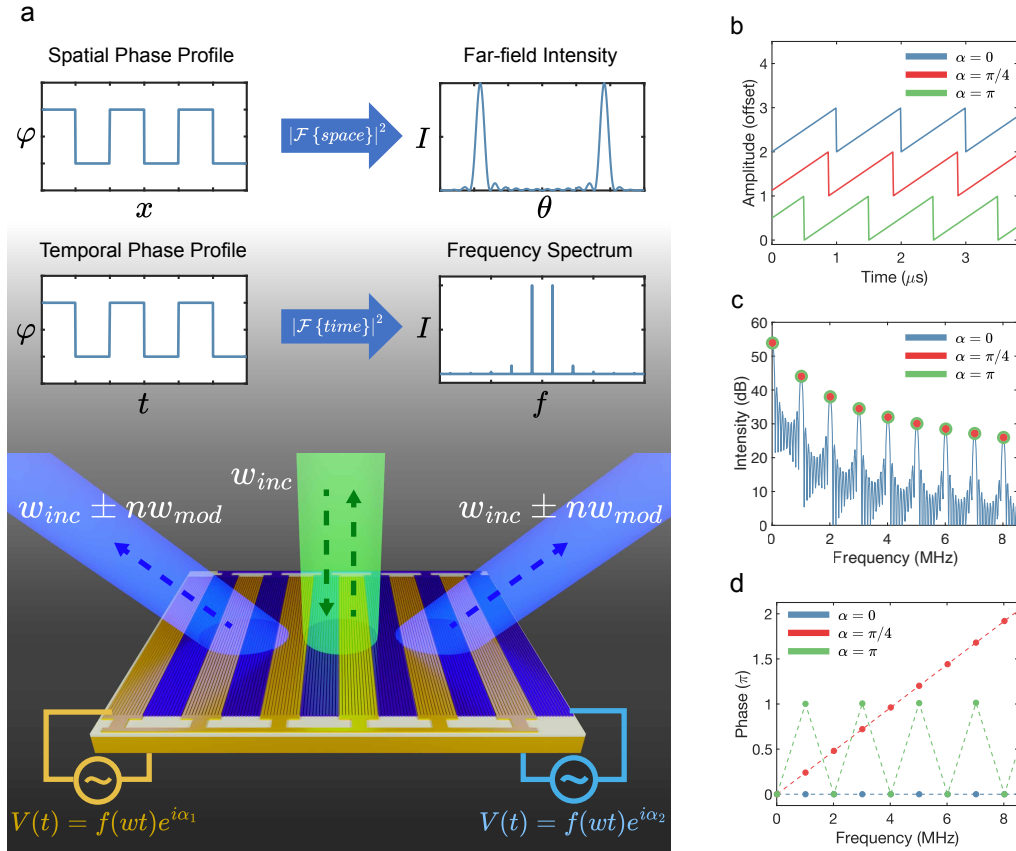 a
Spatial Phase Profile
Far-field Intensity
φ
|ℱ {space}|²
I
x
θ
Temporal Phase Profile
Frequency Spectrum
φ
|ℱ {time}|²
I
t
f
w_inc
w_inc ± nw_mod
w_inc ± nw_mod
V(t) = f(wt)e^{iα₁}
V(t) = f(wt)e^{iα₂}
b
α = 0
α = π/4
α = π
Amplitude (offset)
4
3
2
1
0
0 1 2 3
Time (μs)
c
α = 0
α = π/4
α = π
Intensity (dB)
60
50
40
30
20
10
0
0 2 4 6 8
Frequency (MHz)
d
α = 0
α = π/4
α = π
Phase (π)
2
1.5
1
0.5
0
0 2 4 6 8
Frequency (MHz)